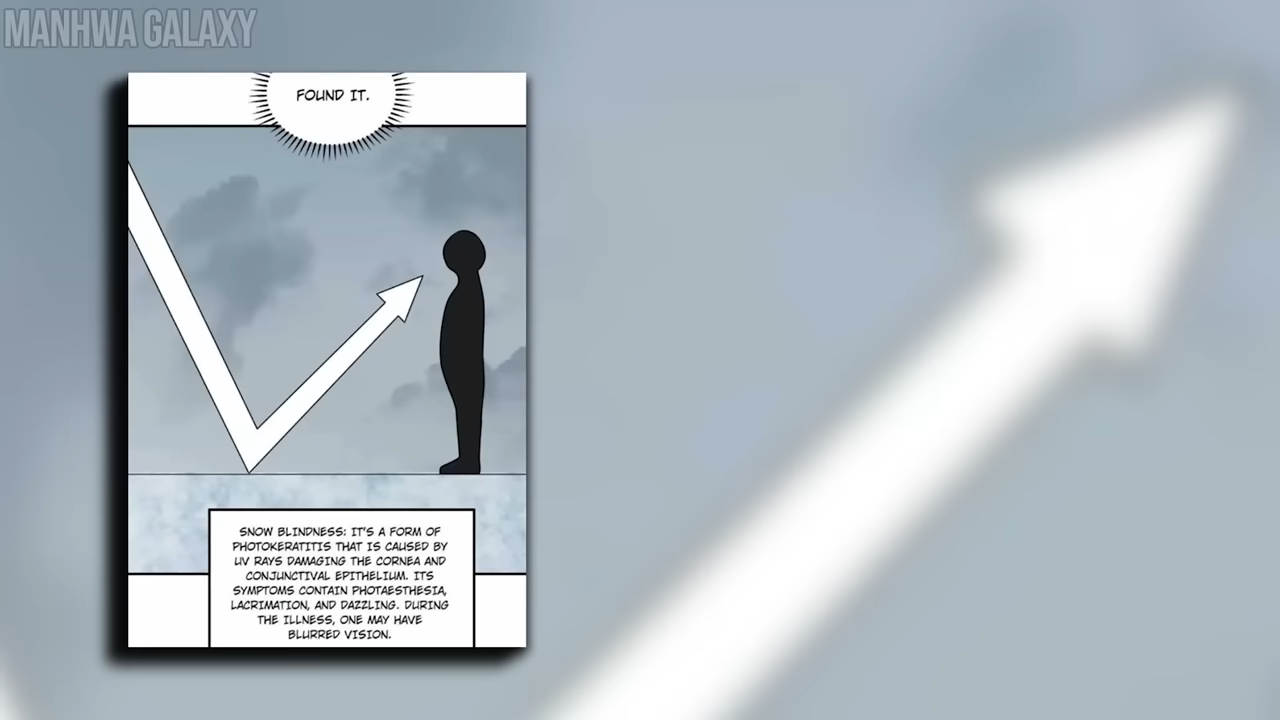 MANHWA GALAXY
FOUND IT.
SNOW BLINDNESS: IT'S A FORM OF
PHOTOKERATITIS THAT IS CAUSED BY
UV RAYS DAMAGING THE CORNEA AND
CONJUNCTIVAL EPITHELIUM. ITS
SYMPTOMS CONTAIN PHOTAESTHESIA,
LACRIMATION, AND DAZZLING. DURING
THE ILLNESS, ONE MAY HAVE
BLURRED VISION.